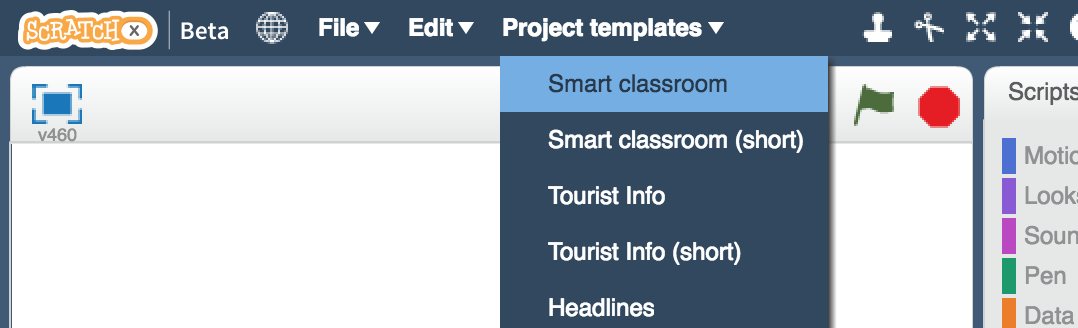 SCRATCH X Beta File Edit Project templates
v460
Smart classroom
Smart classroom (short)
Tourist Info
Tourist Info (short)
Headlines
Scripts
Motio
Looks
Soun
Pen
Data